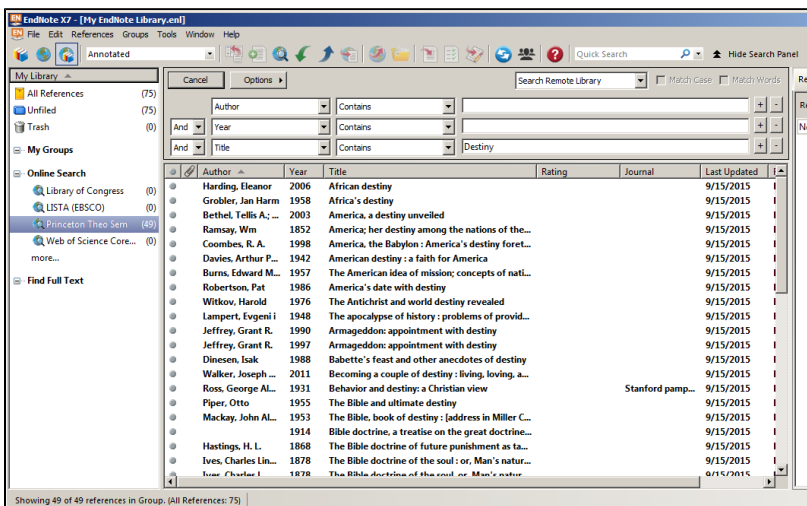 EndNote X7 - [My EndNote Library.enl]
File Edit References Groups Tools Window Help
Annotated Quick Search Hide Search Panel
My Library
All References (75)
Unfiled (75)
Trash (0)
My Groups
Online Search
Library of Congress (0)
LISTA (EBSCO) (0)
Princeton Theo Sem (49)
Web of Science Core... (0)
more...
Find Full Text
Cancel Options Search Remote Library Match Case Match Words
Author Contains + -
And Year Contains + -
And Title Contains Destiny + -
Author Year Title Rating Journal Last Updated
Harding, Eleanor 2006 African destiny 9/15/2015
Grobler, Jan Harm 1958 Africa's destiny 9/15/2015
Bethel, Tellis A.; ... 2003 America, a destiny unveiled 9/15/2015
Ramsay, Wm 1852 America; her destiny among the nations of the... 9/15/2015
Coombes, R. A. 1998 America, the Babylon : America's destiny foret... 9/15/2015
Davies, Arthur P... 1942 American destiny : a faith for America 9/15/2015
Burns, Edward M... 1957 The American idea of mission; concepts of nati... 9/15/2015
Robertson, Pat 1986 America's date with destiny 9/15/2015
Witkov, Harold 1976 The Antichrist and world destiny revealed 9/15/2015
Lampert, Evgeni i 1948 The apocalypse of history : problems of provid... 9/15/2015
Jeffrey, Grant R. 1990 Armageddon: appointment with destiny 9/15/2015
Jeffrey, Grant R. 1997 Armageddon: appointment with destiny 9/15/2015
Dinesen, Isak 1988 Babette's feast and other anecdotes of destiny 9/15/2015
Walker, Joseph ... 2011 Becoming a couple of destiny : living, loving, a... 9/15/2015
Ross, George Al... 1931 Behavior and destiny: a Christian view Stanford pamp... 9/15/2015
Piper, Otto 1955 The Bible and ultimate destiny 9/15/2015
Mackay, John Al... 1953 The Bible, book of destiny : [address in Miller C... 9/15/2015
1914 Bible doctrine, a treatise on the great doctrine... 9/15/2015
Hastings, H. L. 1868 The Bible doctrine of future punishment as ta... 9/15/2015
Ives, Charles Lin... 1878 The Bible doctrine of the soul : or, Man's natur... 9/15/2015
Ives, Charles L 1878 The Bible doctrine of the soul, or, Man's natur 9/15/2015
Showing 49 of 49 references in Group. (All References: 75)